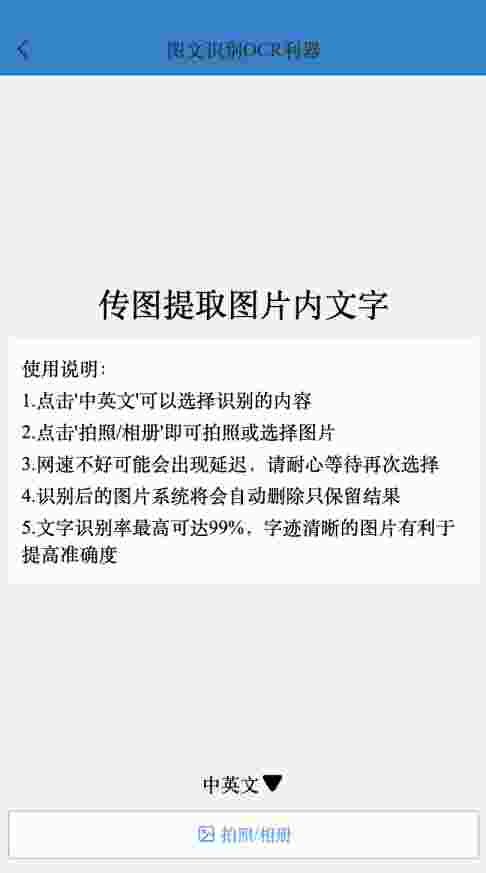 图文识别OCR利器
传图提取图片内文字
使用说明:
1.点击'中英文'可以选择识别的内容
2.点击'拍照/相册'即可拍照或选择图片
3.网速不好可能会出现延迟，请耐心等待再次选择
4.识别后的图片系统将会自动删除只保留结果
5.文字识别率最高可达99%，字迹清晰的图片有利于
提高准确度
中英文
拍照/相册